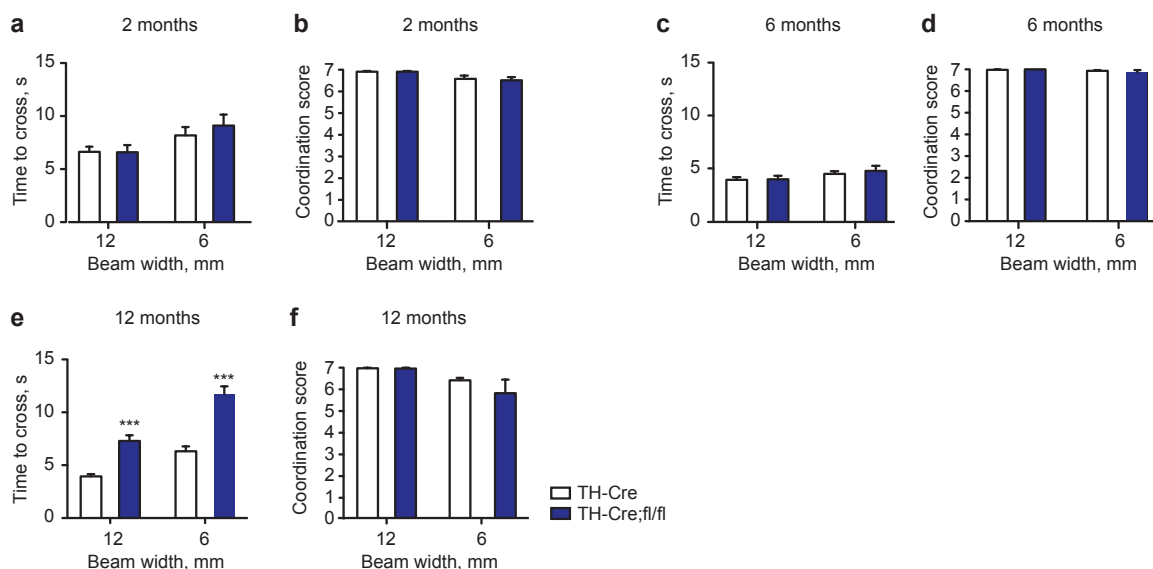 a 2 months
15
10
5
0
Time to cross, s
12 6
Beam width, mm
b 2 months
7
6
5
4
3
2
1
Coordination score
12 6
Beam width, mm
c 6 months
15
10
5
0
Time to cross, s
12 6
Beam width, mm
d 6 months
7
6
5
4
3
2
1
Coordination score
12 6
Beam width, mm
e 12 months
15
10
5
0
Time to cross, s
*** ***
12 6
Beam width, mm
f 12 months
7
6
5
4
3
2
1
0
Coordination score
12 6
Beam width, mm
TH-Cre
TH-Cre;fl/fl